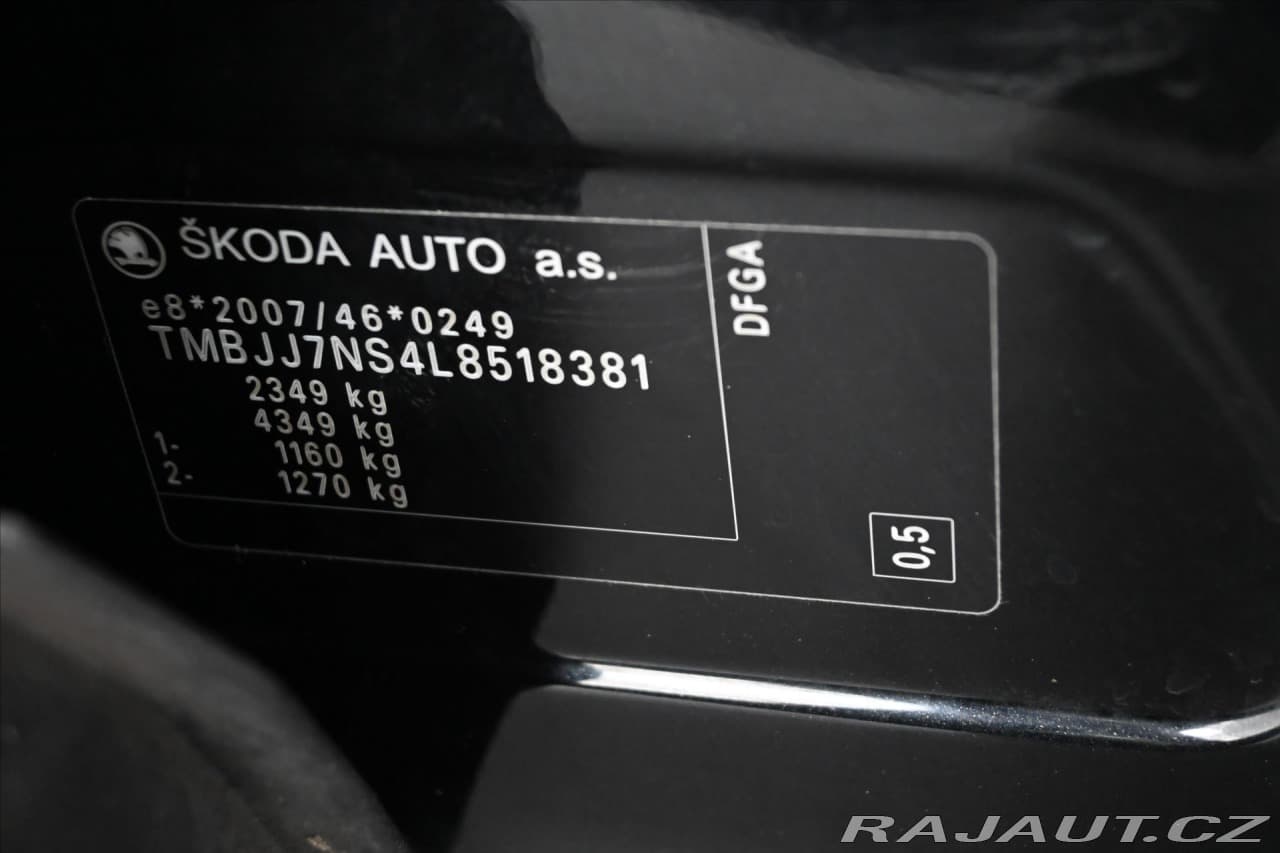 ŠKODA AUTO a.s.
e8*2007/46*0249
TMBJJ7NS4L8518381
2349 kg
4349 kg
1- 1160 kg
2- 1270 kg
DFGA
0,5
RAJAUT.CZ